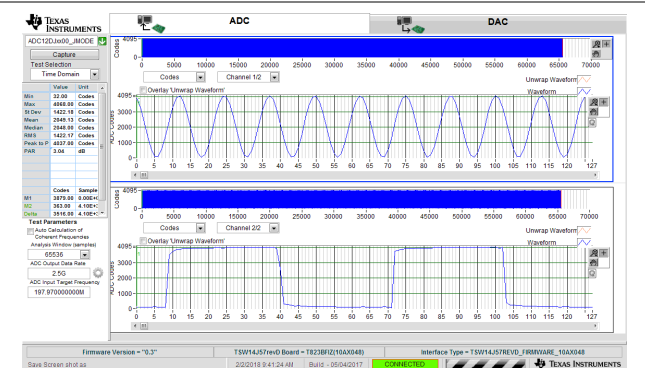 TEXAS INSTRUMENTS
ADC
DAC
ADC12DJxx00_JMODE
Capture
Test Selection
Time Domain
Value Unit
Min 32.00 Codes
Max 4068.00 Codes
St Dev 1422.18 Codes
Mean 2049.13 Codes
Median 2048.00 Codes
RMS 1422.17 Codes
Peak to P 4037.00 Codes
PAR 3.04 dB
Codes Sample
M1 3879.00 0.00E+
M2 363.00 4.10E+
Delta 3516.00 4.10E+
Test Parameters
Auto Calculation of Coherent Frequencies
Analysis Window (samples)
65536
ADC Output Data Rate
2.5G
ADC Input Target Frequency
197.970000000M
Codes
4095
0
0 5000 10000 15000 20000 25000 30000 35000 40000 45000 50000 55000 60000 65000 70000
Codes Channel 1/2
Unwrap Waveform
Overlay 'Unwrap Waveform'
Waveform
ADC Codes
4095
3000
2000
1000
0
0 5 10 15 20 25 30 35 40 45 50 55 60 65 70 75 80 85 90 95 100 105 110 115 120 127
Codes
4095
0
0 5000 10000 15000 20000 25000 30000 35000 40000 45000 50000 55000 60000 65000 70000
Codes Channel 2/2
Unwrap Waveform
Overlay 'Unwrap Waveform'
Waveform
ADC Codes
4095
3000
2000
1000
0
0 5 10 15 20 25 30 35 40 45 50 55 60 65 70 75 80 85 90 95 100 105 110 115 120 127
Firmware Version = "0.3"
TSW14J57revD Board = T823BFIZ(10AX048)
Interface Type = TSW14J57REVD_FIRMWARE_10AX048
Save Screen shot as
2/2/2018 9:41:24 AM
Build - 05/04/2017
CONNECTED
TEXAS INSTRUMENTS